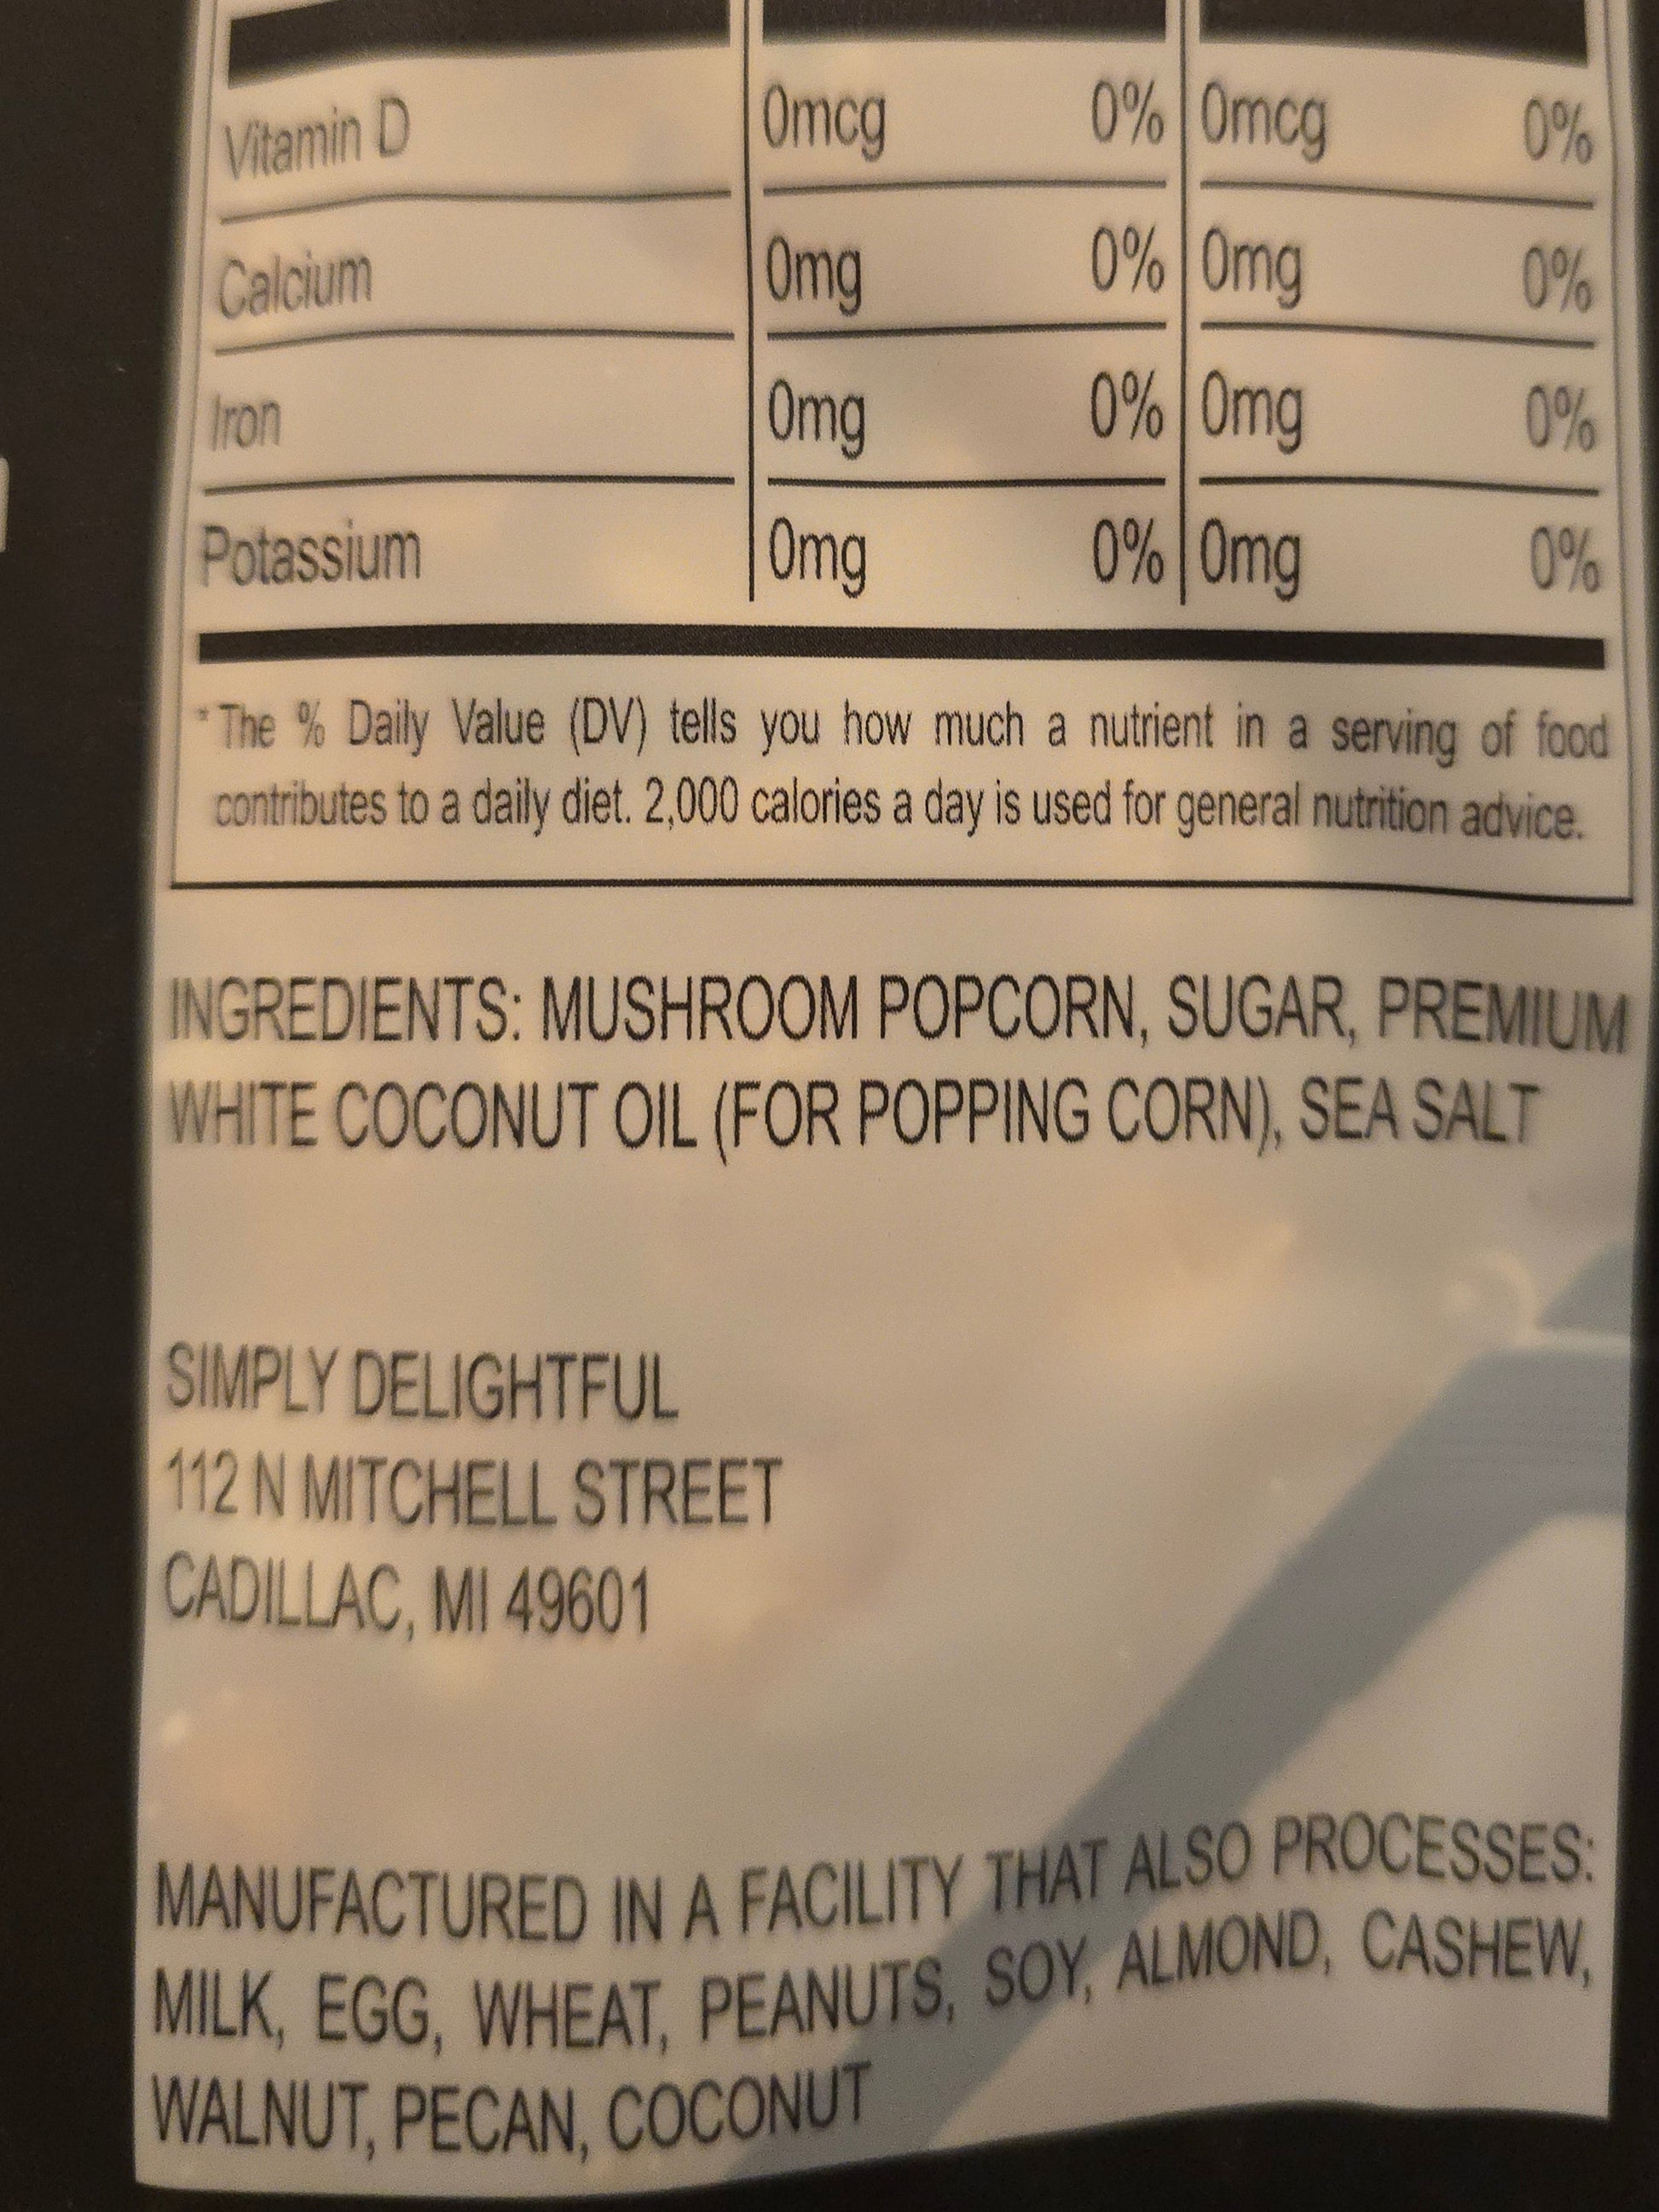 Vitamin D 0mcg 0% 0mcg 0%
Calcium 0mg 0% 0mg 0%
Iron 0mg 0% 0mg 0%
Potassium 0mg 0% 0mg 0%
* The % Daily Value (DV) tells you how much a nutrient in a serving of food
contributes to a daily diet. 2,000 calories a day is used for general nutrition advice.
INGREDIENTS: MUSHROOM POPCORN, SUGAR, PREMIUM
WHITE COCONUT OIL (FOR POPPING CORN), SEA SALT
SIMPLY DELIGHTFUL
112 N MITCHELL STREET
CADILLAC, MI 49601
MANUFACTURED IN A FACILITY THAT ALSO PROCESSES:
MILK, EGG, WHEAT, PEANUTS, SOY, ALMOND, CASHEW,
WALNUT, PECAN, COCONUT